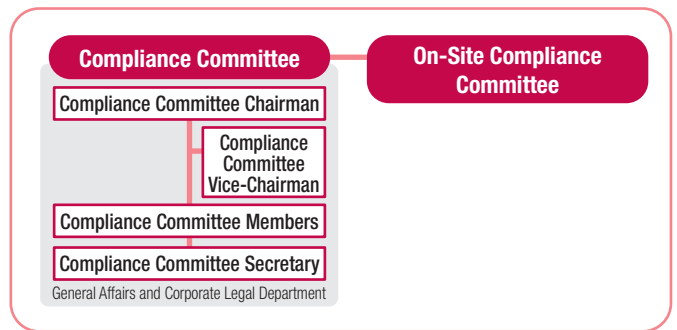 Compliance Committee
On-Site Compliance
Committee
Compliance Committee Chairman
Compliance
Committee
Vice-Chairman
Compliance Committee Members
Compliance Committee Secretary
General Affairs and Corporate Legal Department